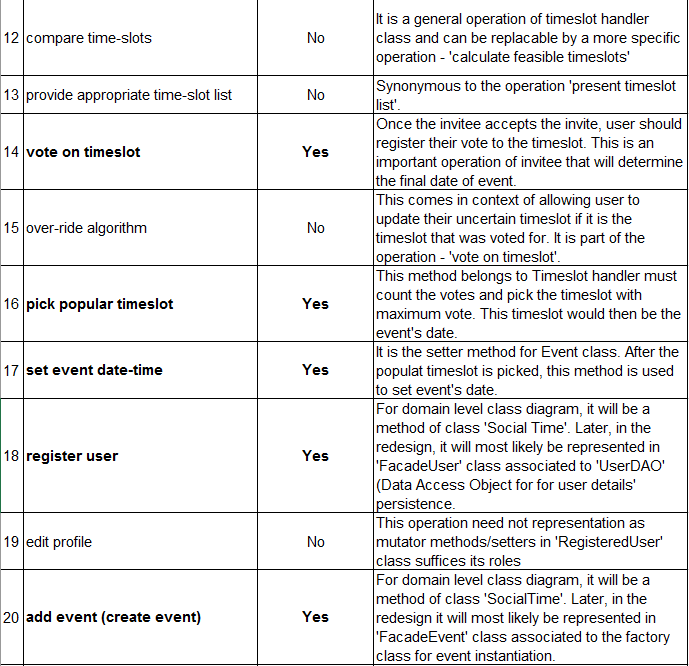 It is a general operation of timeslot handler
class and can be replacable by a more specific
operation - 'calculate feasible timeslots'
12 compare time-slots No
Synonymous to the operation 'present timeslot
list'.
13 provide appropriate time-slot list No
Once the invitee accepts the invite, user should
register their vote to the timeslot. This is an
important operation of invitee that will determine
the final date of event.
14 vote on timeslot Yes
This comes in context of allowing user to
update their uncertain timeslot if it is the
timeslot that was voted for. It is part of the
operation - 'vote on timeslot'.
15 over-ride algorithm No
This method belongs to Timeslot handler must
count the votes and pick the timeslot with
maximum vote. This timeslot would then be the
event's date.
16 pick popular timeslot Yes
It is the setter method for Event class. After the
populat timeslot is picked, this method is used
to set event's date.
17 set event date-time Yes
For domain level class diagram, it will be a
method of class 'Social Time'. Later, in the
redesign, it will most likely be represented in
'FacadeUser' class associated to 'UserDAO'
(Data Access Object for for user details'
persistence.
18 register user Yes
This operation need not representation as
mutator methods/setters in 'RegisteredUser'
class suffices its roles
19 edit profile No
For domain level class diagram, it will be a
method of class 'SocialTime'. Later, in the
redesign it will most likely be represented in
'FacadeEvent' class associated to the factory
class for event instantiation.
20 add event (create event) Yes